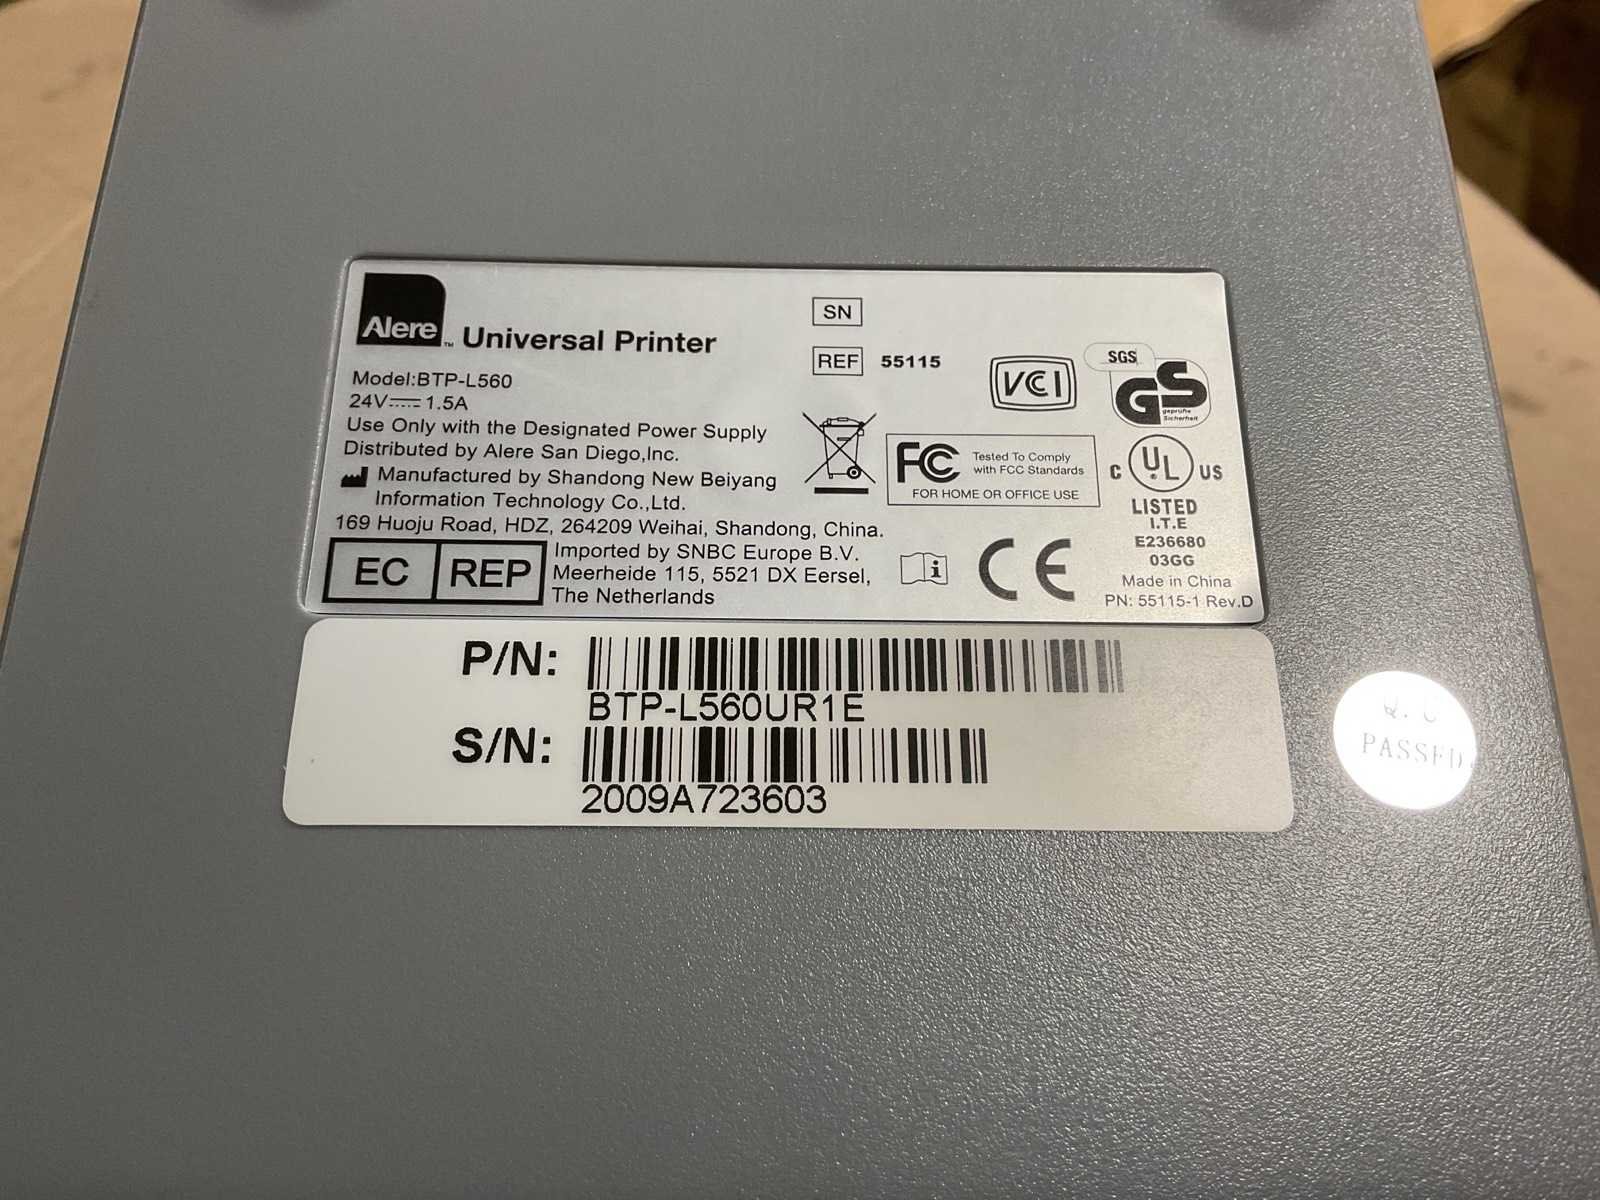 Alere™ Universal Printer
Model:BTP-L560
24V 1.5A
Use Only with the Designated Power Supply
Distributed by Alere San Diego,Inc.
Manufactured by Shandong New Beiyang
Information Technology Co.,Ltd.
169 Huoju Road, HDZ, 264209 Weihai, Shandong, China.
EC REP
Imported by SNBC Europe B.V.
Meerheide 115, 5521 DX Eersel,
The Netherlands
SN
REF 55115
VCI
SGS
GS
geprüfte
Sicherheit
FC
Tested To Comply
with FCC Standards
FOR HOME OR OFFICE USE
i
CE
C UL US
LISTED
I.T.E
E236680
03GG
Made in China
PN: 55115-1 Rev.D
P/N:
BTP-L560UR1E
S/N:
2009A723603
Q.C
PASSED